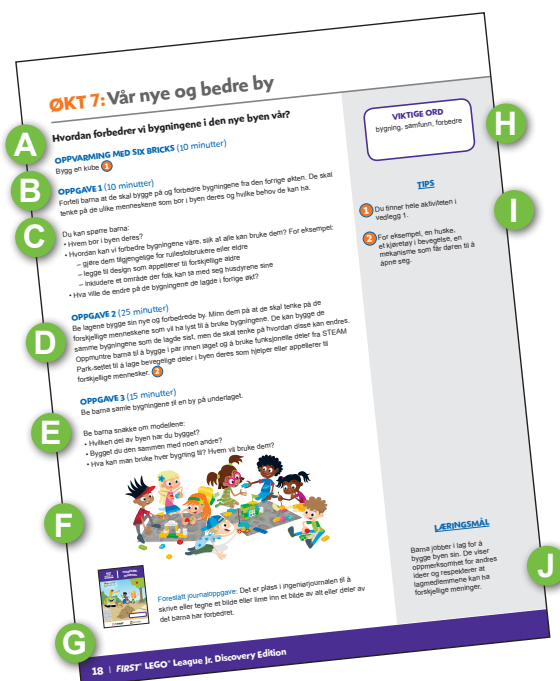 ØKT 7: Vår nye og bedre by
Hvordan forbedrer vi bygningene i den nye byen vår?
A
OPPVARMING MED SIX BRICKS (10 minutter)
Bygg en kube 1
B
OPPGAVE 1 (10 minutter)
Fortell barna at de skal bygge på og forbedre bygningene fra den forrige økten. De skal
tenke på de ulike menneskene som bor i byen deres og hvilke behov de kan ha.
C
Du kan spørre barna:
• Hvem bor i byen deres?
• Hvordan kan vi forbedre bygningene våre, slik at alle kan bruke dem? For eksempel:
– gjøre dem tilgjengelige for rullestolbrukere eller eldre
– legge til design som appellerer til forskjellige aldre
– inkludere et område der folk kan ta med seg husdyrene sine
• Hva ville de endre på de bygningene de lagde i forrige økt?
D
OPPGAVE 2 (25 minutter)
Be lagene bygge sin nye og forbedrede by. Minn dem på at de skal tenke på de
forskjellige menneskene som vil ha lyst til å bruke bygningene. De kan bygge de
samme bygningene som de lagde sist, men de skal tenke på hvordan disse kan endres.
Oppmuntre barna til å bygge i par innen laget og å bruke funksjonelle deler fra STEAM
Park-settet til å lage bevegelige deler i byen deres som hjelper eller appellerer til
forskjellige mennesker. 2
OPPGAVE 3 (15 minutter)
Be barna samle bygningene til en by på underlaget.
E
Be barna snakke om modellene:
• Hvilken del av byen har du bygget?
• Bygget du den sammen med noen andre?
• Hva kan man bruke hver bygning til? Hvem vil bruke dem?
F
Foreslått journaloppgave: Det er plass i ingeniørjournalen til å
skrive eller tegne et bilde eller lime inn et bilde av alt eller deler av
det barna har forbedret.
G
18 | FIRST® LEGO® League Jr. Discovery Edition
H
VIKTIGE ORD
bygning, samfunn, forbedre
I
TIPS
1 Du finner hele aktiviteten i
vedlegg 1.
2 For eksempel, en huske,
et kjøretøy i bevegelse, en
mekanisme som får døren til å
åpne seg.
LÆRINGSMÅL
Barna jobber i lag for å
bygge byen sin. De viser
oppmerksomhet for andres
ideer og respekterer at
lagmedlemmene kan ha
forskjellige meninger.
J